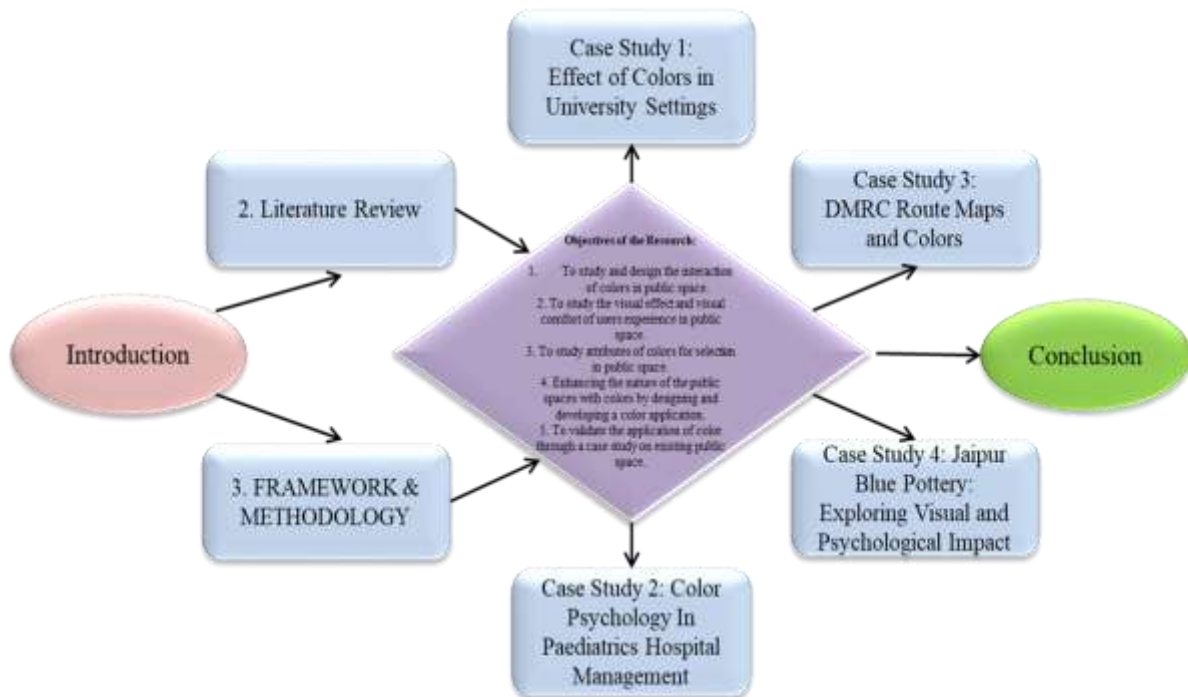 Case Study 1:
Effect of Colors in
University Settings
2. Literature Review
Case Study 3:
DMRC Route Maps
and Colors
Objectives of the Research:
1. To study and design the interaction
of colors in public space.
2. To study the visual effect and visual
comfort of users experience in public
space.
3. To study attributes of colors for selection
in public space.
4. Enhancing the nature of the public
spaces with colors by designing and
developing a color application.
5. To validate the application of color
through a case study on existing public
space.
Introduction
Conclusion
3. FRAMEWORK &
METHODOLOGY
Case Study 4: Jaipur
Blue Pottery:
Exploring Visual and
Psychological Impact
Case Study 2: Color
Psychology In
Paediatrics Hospital
Management